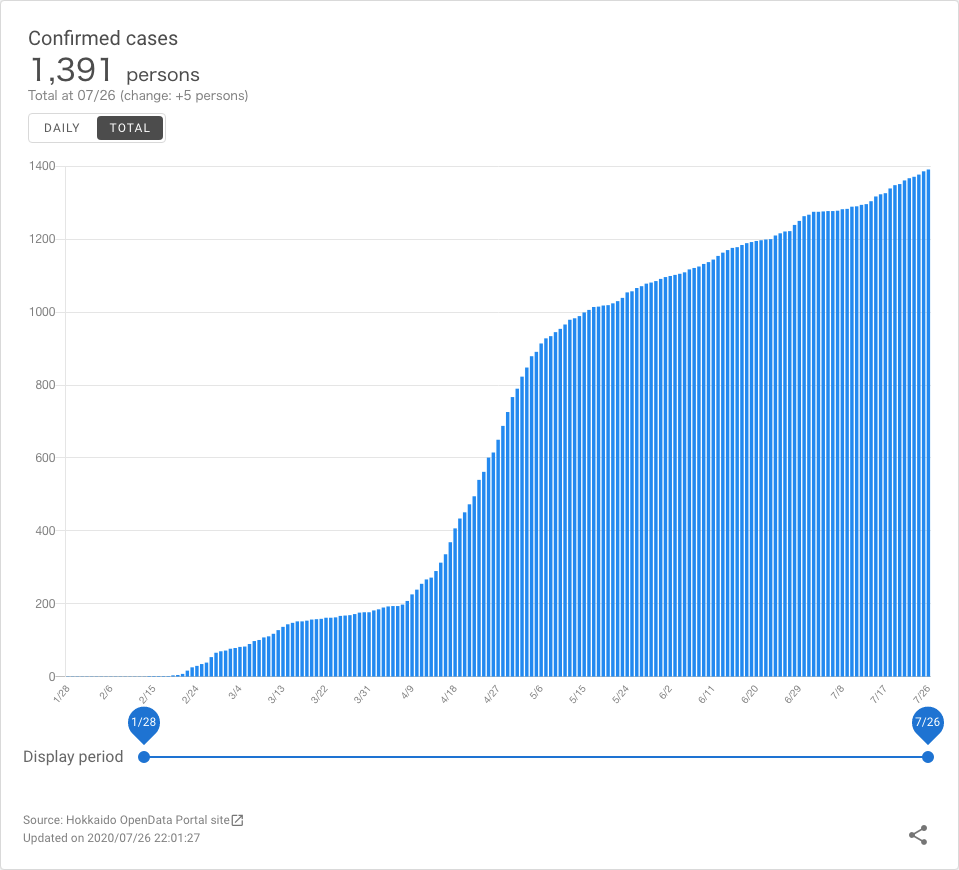 Confirmed cases
1,391 persons
Total at 07/26 (change: +5 persons)
DAILY TOTAL
1400
1200
1000
800
600
400
200
0
1/28 2/6 2/15 2/24 3/4 3/13 3/22 3/31 4/9 4/18 4/27 5/6 5/15 5/24 6/2 6/11 6/20 6/29 7/8 7/17 7/26
1/28 7/26
Display period
Source: Hokkaido OpenData Portal site
Updated on 2020/07/26 22:01:27